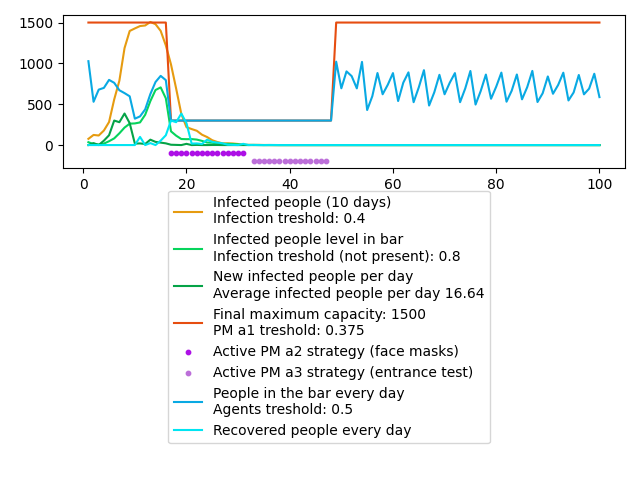 1500
1000
500
0
0 20 40 60 80 100
Infected people (10 days)
Infection treshold: 0.4
Infected people level in bar
Infection treshold (not present): 0.8
New infected people per day
Average infected people per day 16.64
Final maximum capacity: 1500
PM a1 treshold: 0.375
Active PM a2 strategy (face masks)
Active PM a3 strategy (entrance test)
People in the bar every day
Agents treshold: 0.5
Recovered people every day